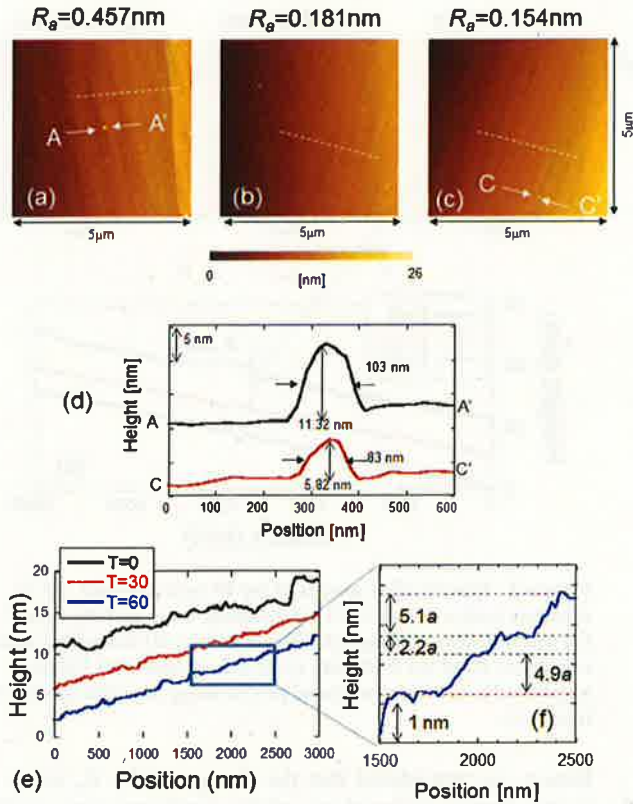 Ra=0.457nm Ra=0.181nm Ra=0.154nm
A A'
(a)
(b)
C C'
(c)
5μm
5μm 5μm 5μm
0 [nm] 26
(d)
Height [nm]
5 nm
103 nm
A A'
11.32 nm
83 nm
C C'
5.82 nm
0 100 200 300 400 500 600
Position [nm]
T=0
T=30
T=60
(e)
Height (nm)
20
15
10
5
0
0 500 1000 1500 2000 2500 3000
Position (nm)
5.1a
2.2a
4.9a
1 nm
(f)
1500 2000 2500
Position [nm]